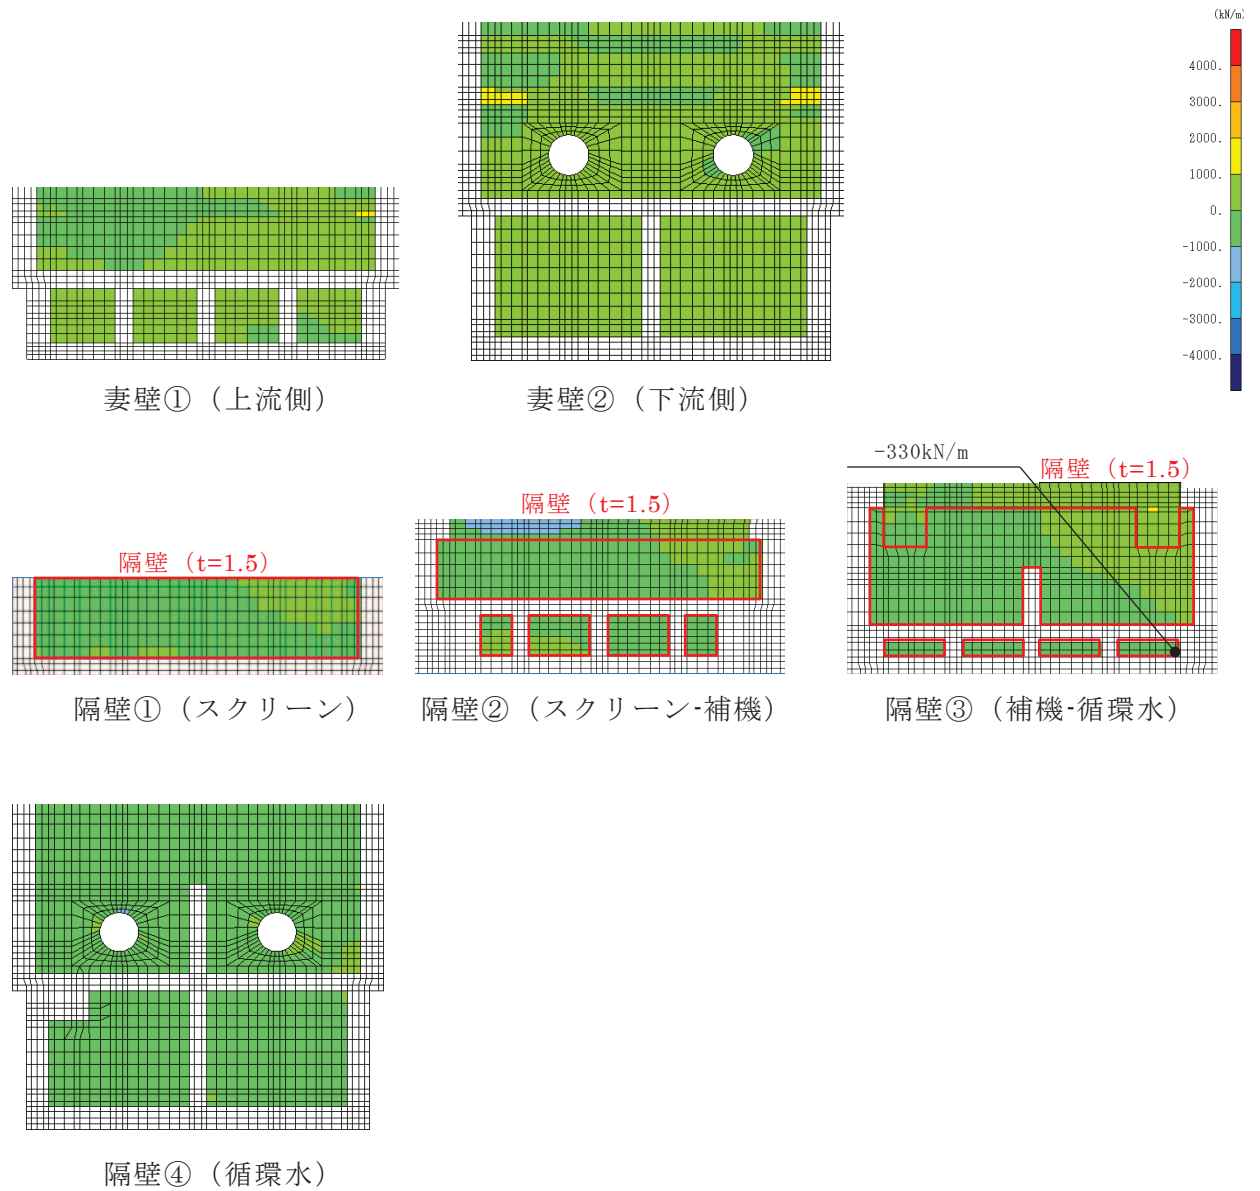 (kN/m)
4000.
3000.
2000.
1000.
0.
-1000.
-2000.
-3000.
-4000.
妻壁①（上流側）
妻壁②（下流側）
隔壁（t=1.5）
隔壁（t=1.5）
-330kN/m
隔壁（t=1.5）
隔壁①（スクリーン）
隔壁②（スクリーン-補機）
隔壁③（補機-循環水）
隔壁④（循環水）